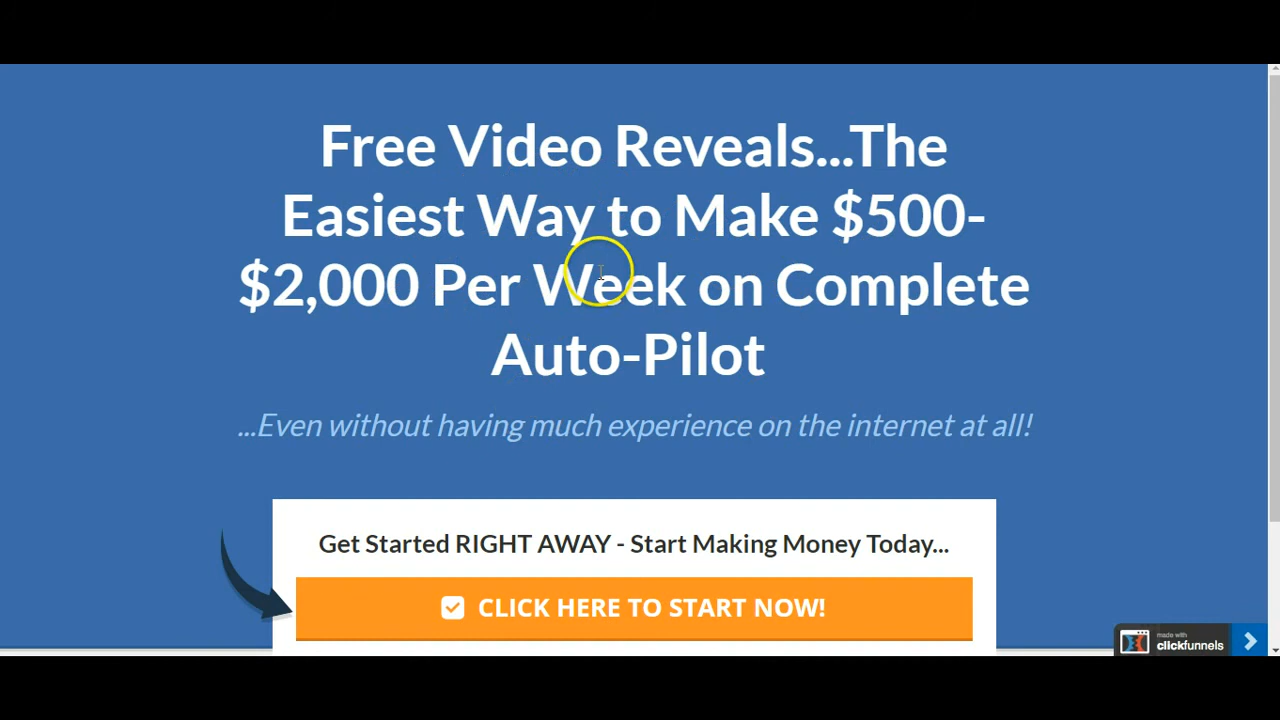 Free Video Reveals...The
Easiest Way to Make $500-
$2,000 Per Week on Complete
Auto-Pilot
...Even without having much experience on the internet at all!
Get Started RIGHT AWAY - Start Making Money Today...
CLICK HERE TO START NOW!
made with
clickfunnels